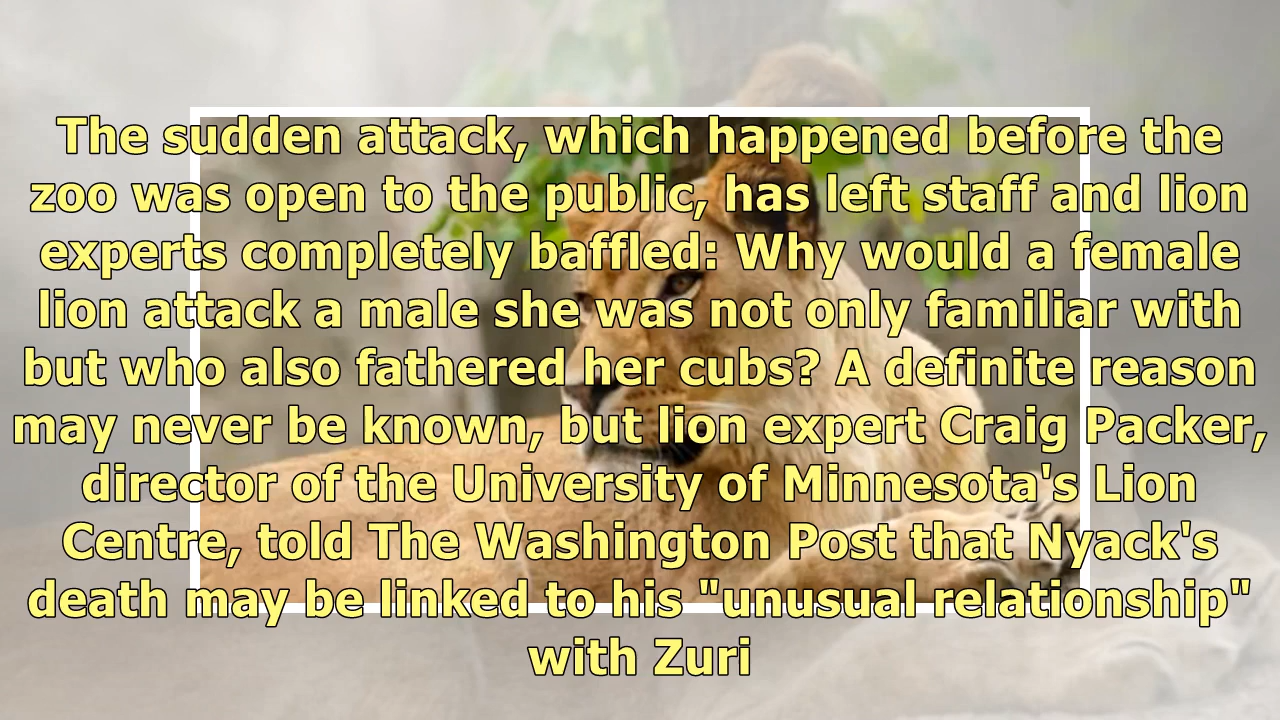 The sudden attack, which happened before the
zoo was open to the public, has left staff and lion
experts completely baffled: Why would a female
lion attack a male she was not only familiar with
but who also fathered her cubs? A definite reason
may never be known, but lion expert Craig Packer,
director of the University of Minnesota's Lion
Centre, told The Washington Post that Nyack's
death may be linked to his "unusual relationship"
with Zuri